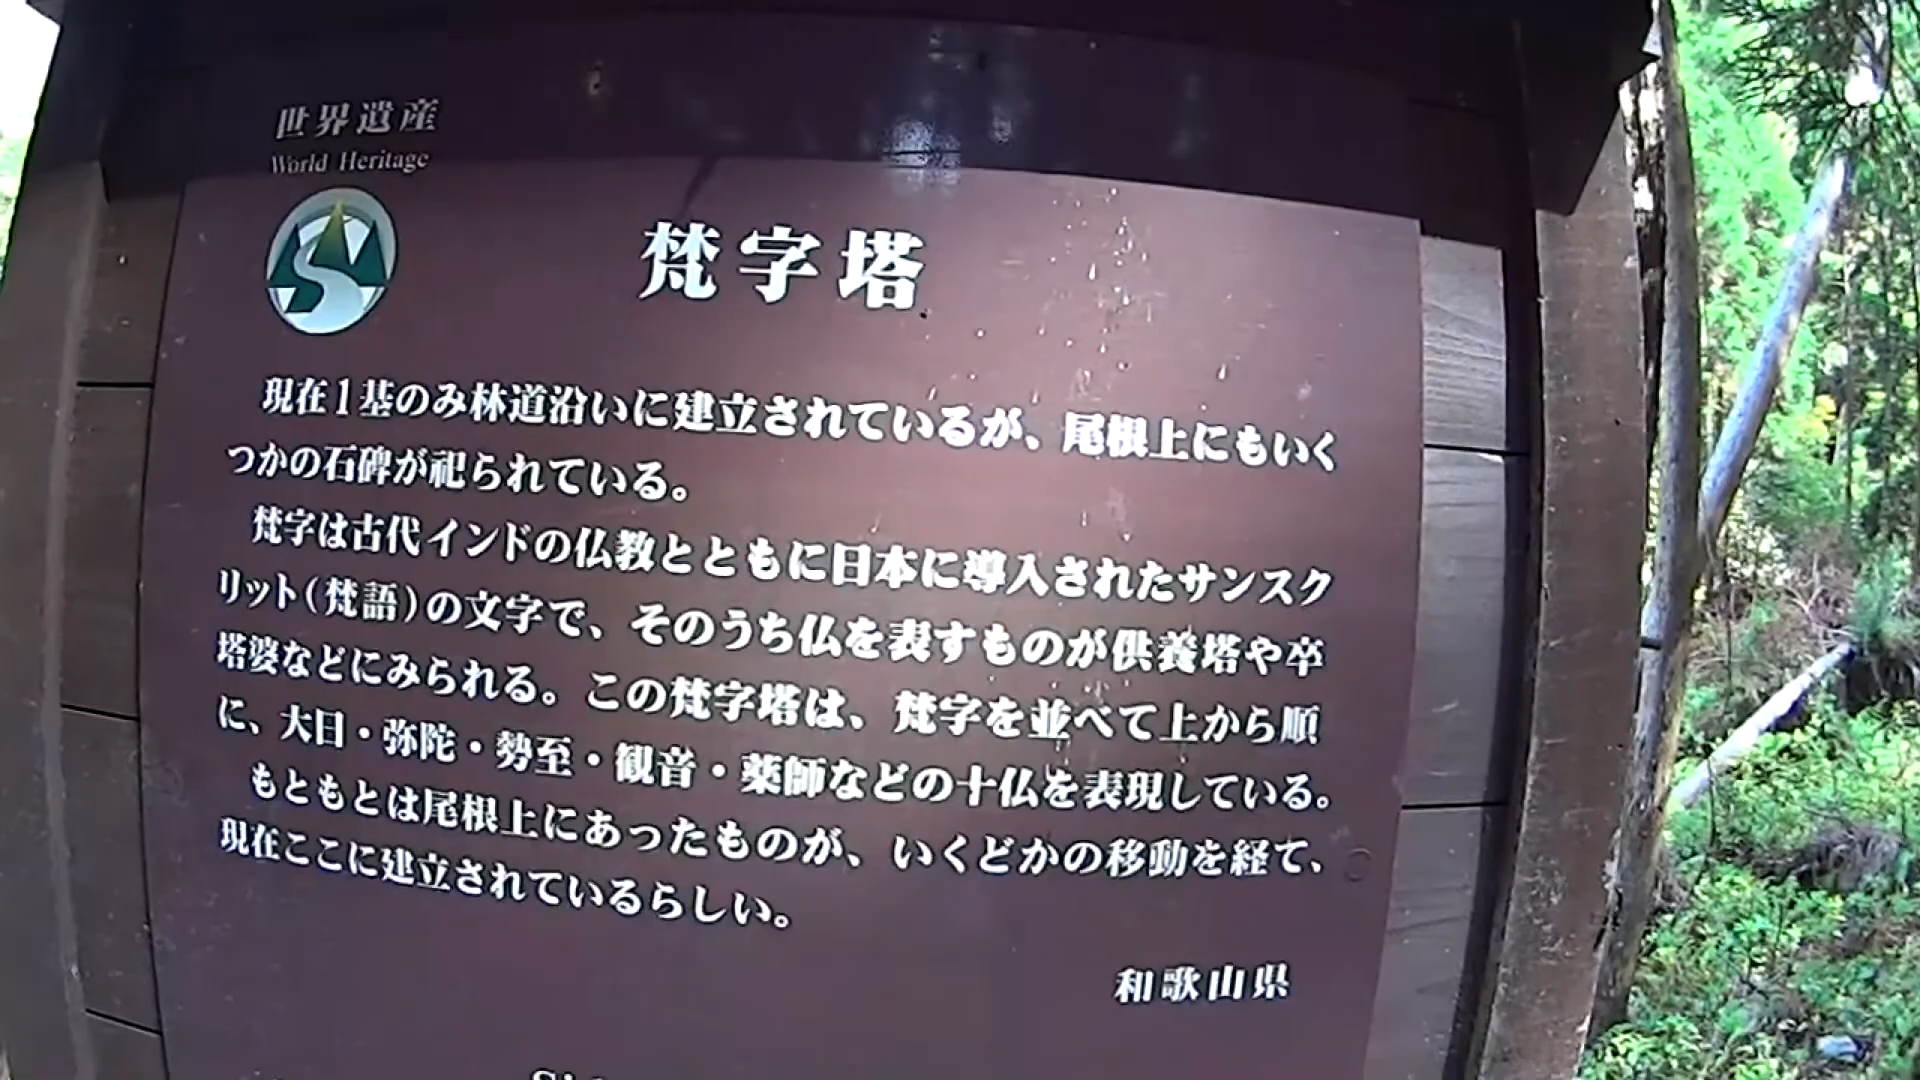 世界遺産
World Heritage
梵字塔
現在1基のみ林道沿いに建立されているが、尾根上にもいく
つかの石碑が祀られている。
梵字は古代インドの仏教とともに日本に導入されたサンスク
リット(梵語)の文字で、そのうち仏を表すものが供養塔や卒
塔婆などにみられる。この梵字塔は、梵字を並べて上から順
に、大日・弥陀・勢至・観音・薬師などの十仏を表現している。
もともとは尾根上にあったものが、いくどかの移動を経て、
現在ここに建立されているらしい。
和歌山県